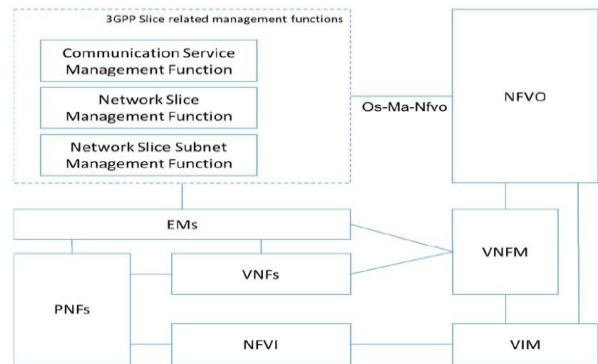 3GPP Slice related management functions
Communication Service
Management Function
Network Slice
Management Function
Network Slice Subnet
Management Function
Os-Ma-Nfvo
NFVO
EMs
VNFs
VNFM
PNFs
NFVI
VIM